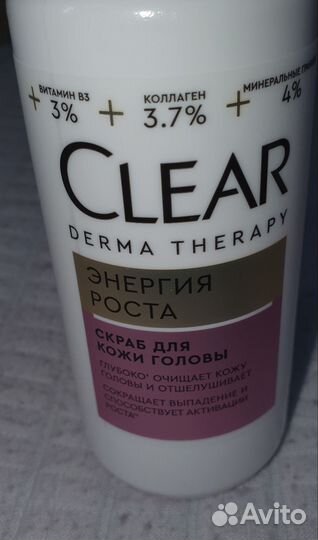 + ВИТАМИН B3 3%
+ КОЛЛАГЕН 3.7%
+ МИНЕРАЛЬНЫЕ 4%
CLEAR
DERMA THERAPY
ЭНЕРГИЯ
РОСТА
СКРАБ ДЛЯ
КОЖИ ГОЛОВЫ
ГЛУБОКО¹ ОЧИЩАЕТ КОЖУ
ГОЛОВЫ И ОТШЕЛУШИВАЕТ
СОКРАЩАЕТ ВЫПАДЕНИЕ И
СПОСОБСТВУЕТ АКТИВАЦИИ
РОСТА
Avito